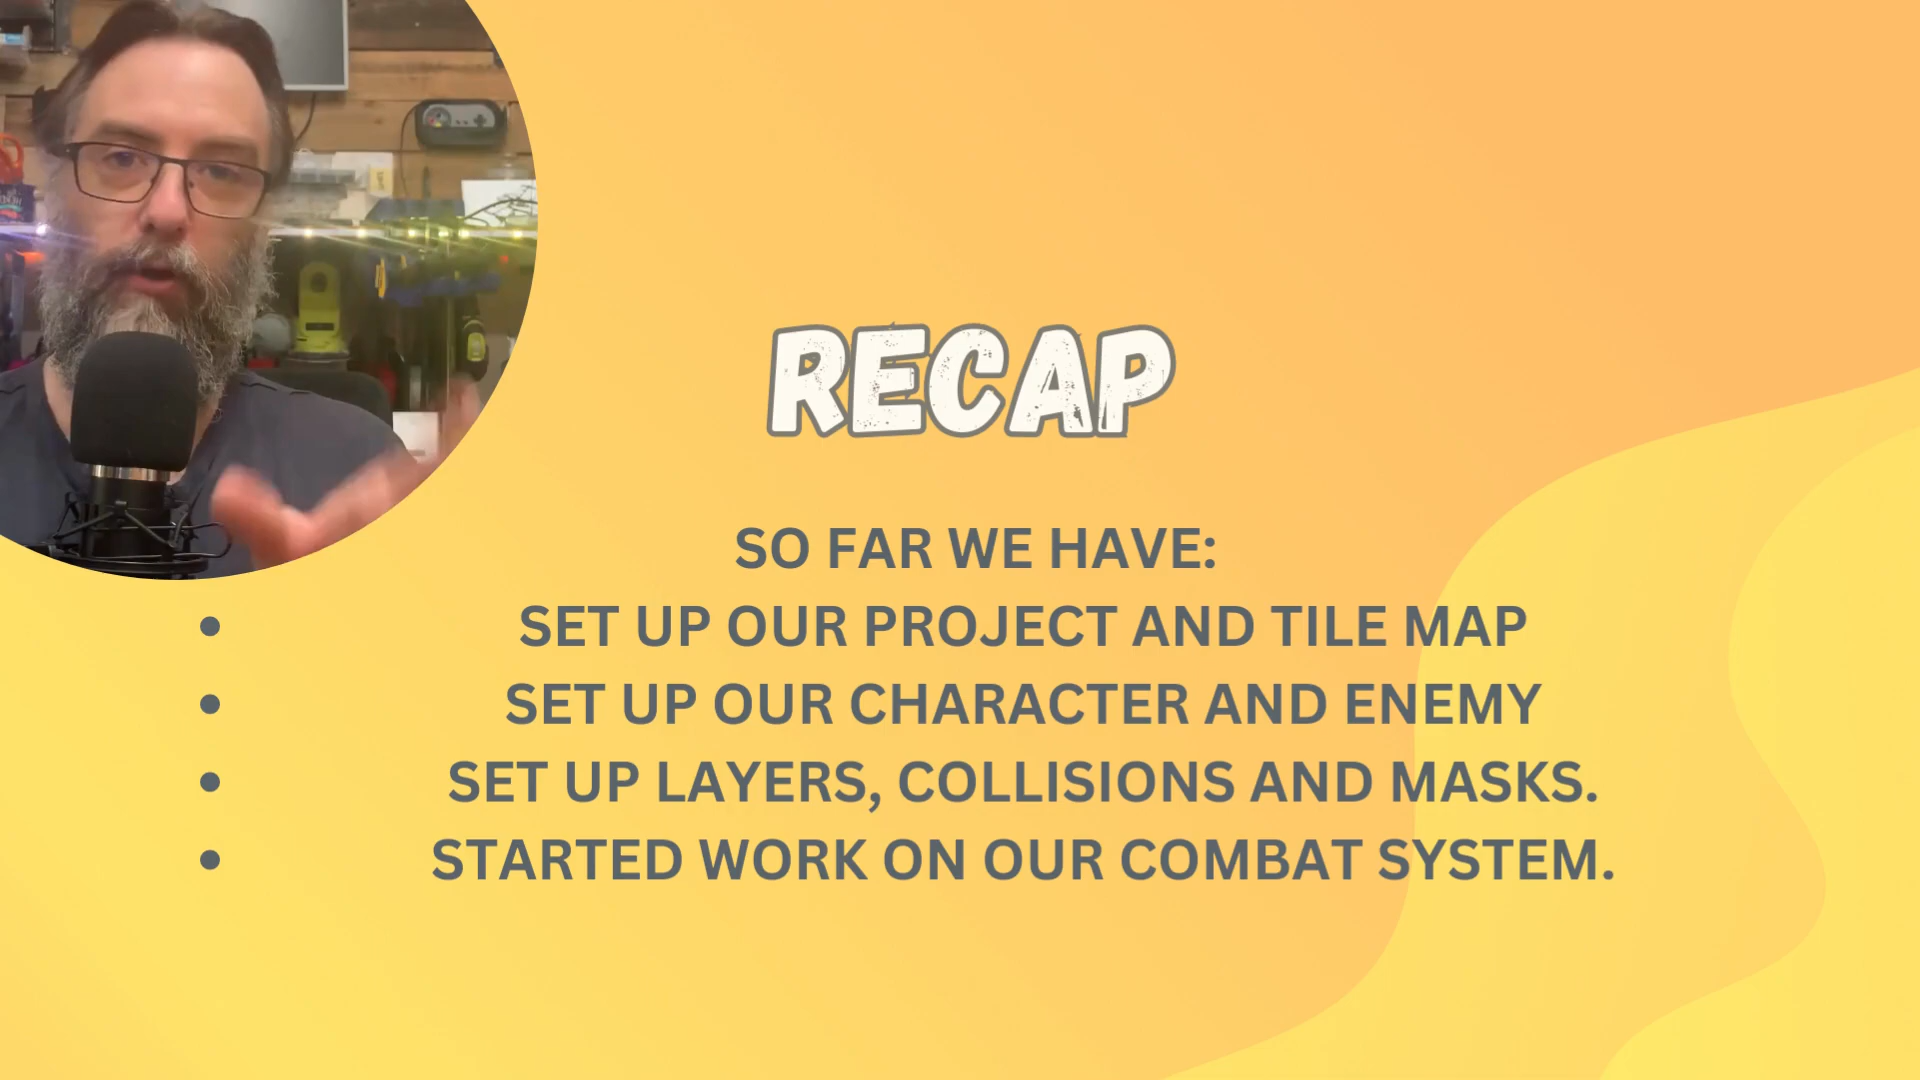 RECAP
SO FAR WE HAVE:
• SET UP OUR PROJECT AND TILE MAP
• SET UP OUR CHARACTER AND ENEMY
• SET UP LAYERS, COLLISIONS AND MASKS.
• STARTED WORK ON OUR COMBAT SYSTEM.